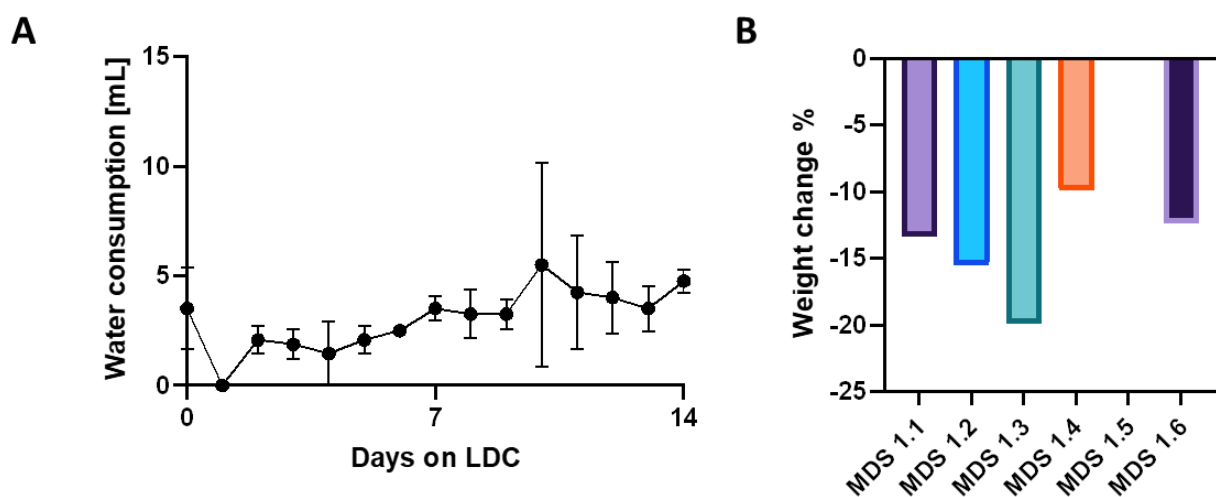 A
Water consumption [mL]
15
10
5
0
0
7
14
Days on LDC
B
Weight change %
0
-5
-10
-15
-20
-25
MDS 1.1
MDS 1.2
MDS 1.3
MDS 1.4
MDS 1.5
MDS 1.6